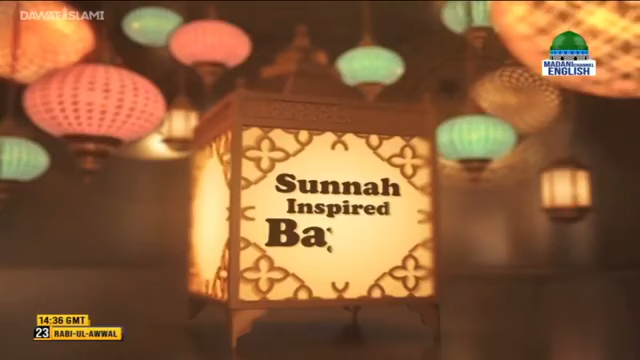 DAWATEISLAMI
MADANI CHANNEL
ENGLISH
Sunnah
Inspired
Ba
14:36 GMT
23 RABI-UL-AWWAL